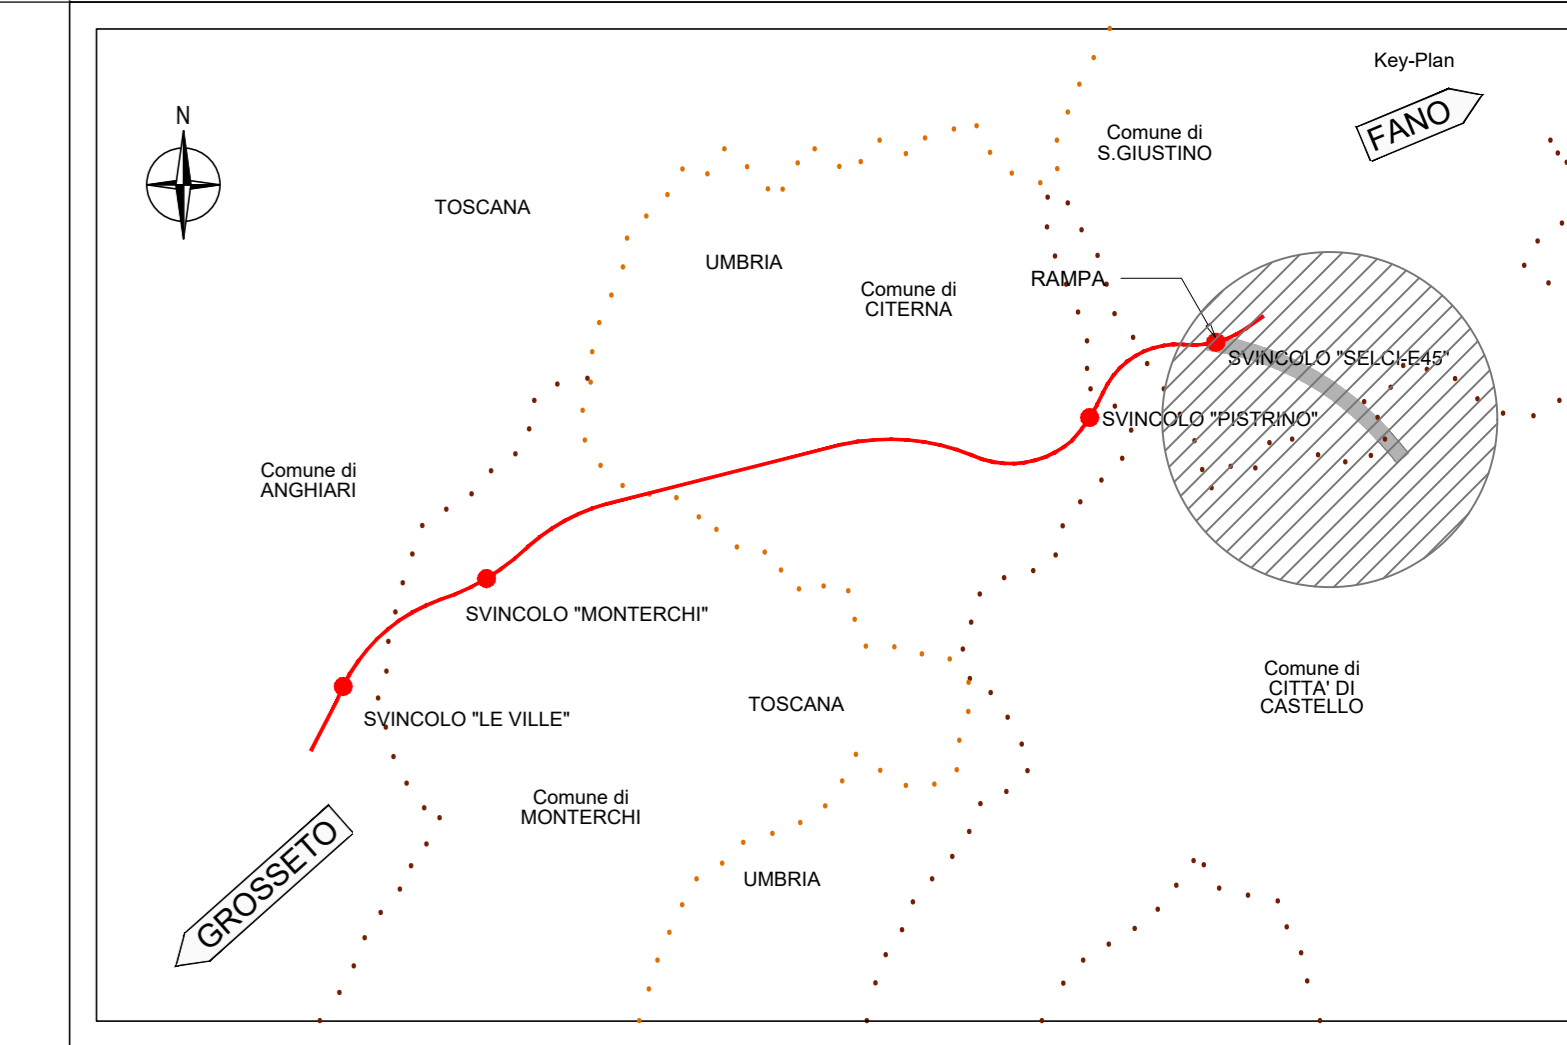 Key-Plan
FANO
N
Comune di
S.GIUSTINO
TOSCANA
UMBRIA
Comune di
CITERNA
RAMPA
SVINCOLO "SELCI-E45"
SVINCOLO "PISTRINO"
Comune di
ANGHIARI
SVINCOLO "MONTERCHI"
Comune di
CITTA' DI
CASTELLO
TOSCANA
SVINCOLO "LE VILLE"
Comune di
MONTERCHI
GROSSETO
UMBRIA